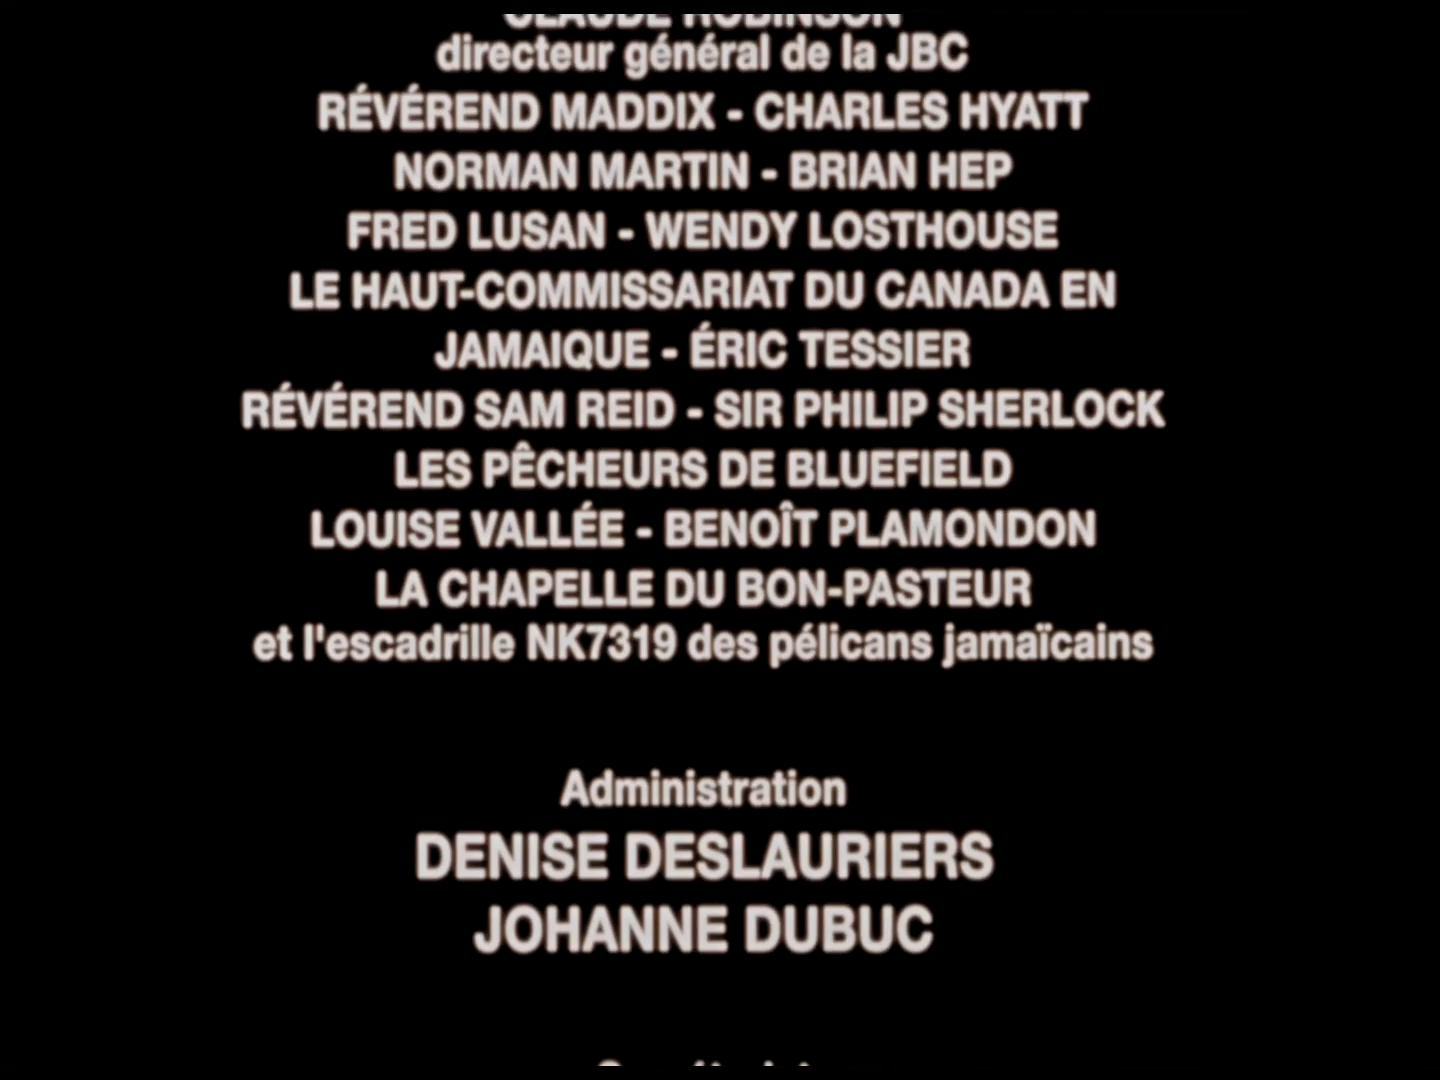 CLAUDE ROBINSON
directeur général de la JBC
RÉVÉREND MADDIX - CHARLES HYATT
NORMAN MARTIN - BRIAN HEP
FRED LUSAN - WENDY LOSTHOUSE
LE HAUT-COMMISSARIAT DU CANADA EN
JAMAIQUE - ÉRIC TESSIER
RÉVÉREND SAM REID - SIR PHILIP SHERLOCK
LES PÊCHEURS DE BLUEFIELD
LOUISE VALLÉE - BENOÎT PLAMONDON
LA CHAPELLE DU BON-PASTEUR
et l'escadrille NK7319 des pélicans jamaïcains
Administration
DENISE DESLAURIERS
JOHANNE DUBUC